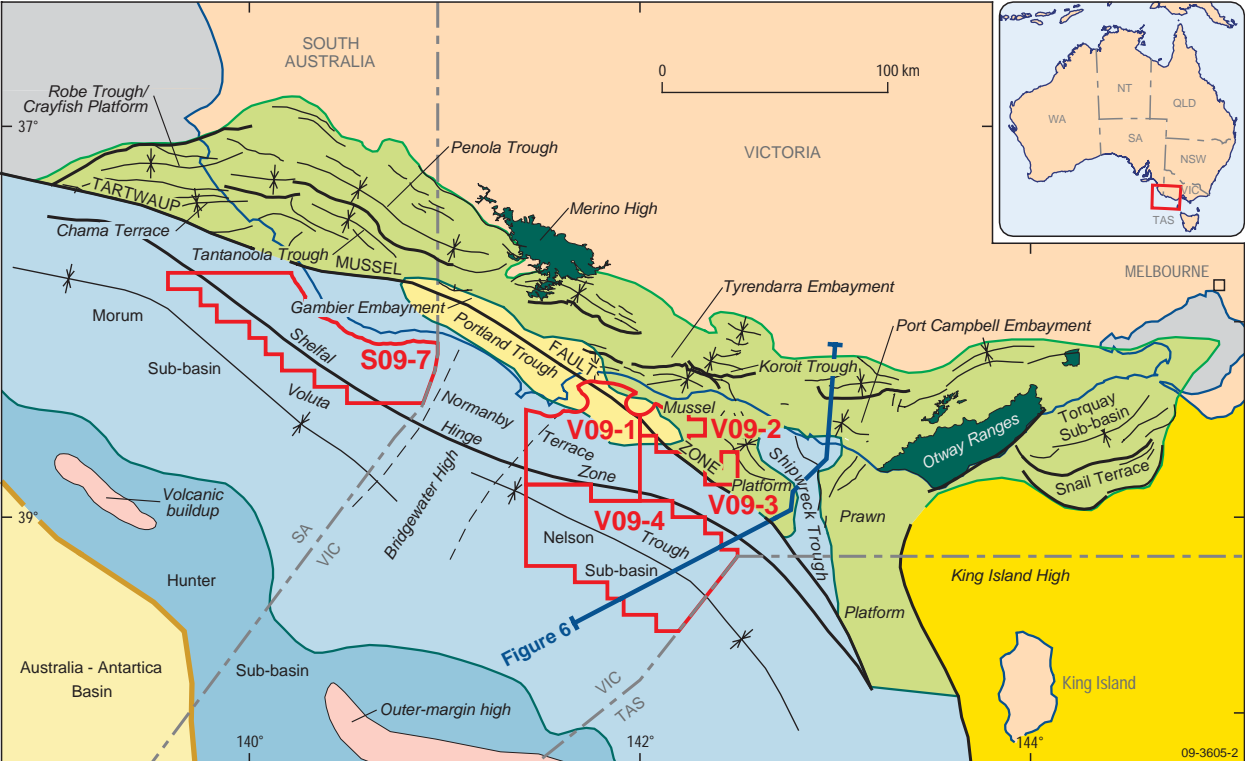 SOUTH
AUSTRALIA
0
100 km
NT
QLD
WA
SA
NSW
VIC
TAS
Robe Trough/
Crayfish Platform
37°
Penola Trough
VICTORIA
TARTWAUP
Merino High
Chama Terrace
Tantanoola Trough
MUSSEL
MELBOURNE
Tyrendarra Embayment
Gambier Embayment
Morum
Port Campbell Embayment
Portland Trough
Shelfal
FAULT
S09-7
Koroit Trough
Sub-basin
Voluta
Normanby
Mussel
Torquay
Sub-basin
V09-1
V09-2
Hinge
Terrace
ZONE
Otway Ranges
Zone
Platform
Snail Terrace
Bridgewater High
Shipwreck Trough
Volcanic
buildup
V09-3
39°
V09-4
Prawn
SA
VIC
Nelson
Trough
Hunter
Sub-basin
King Island High
Platform
Figure 6
Australia - Antartica
Basin
Sub-basin
VIC
TAS
King Island
Outer-margin high
140°
142°
144°
09-3605-2